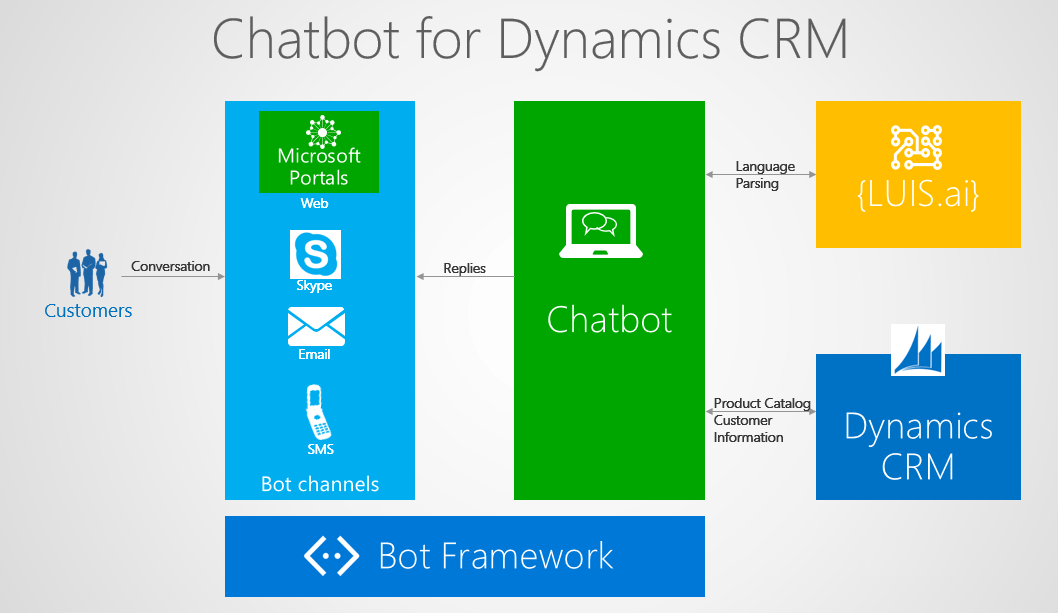 Chatbot for Dynamics CRM
Microsoft
Portals
Web
Skype
Email
SMS
Bot channels
Customers
Conversation
Replies
Chatbot
Language
Parsing
{LUIS.ai}
Product Catalog
Customer
Information
Dynamics
CRM
Bot Framework